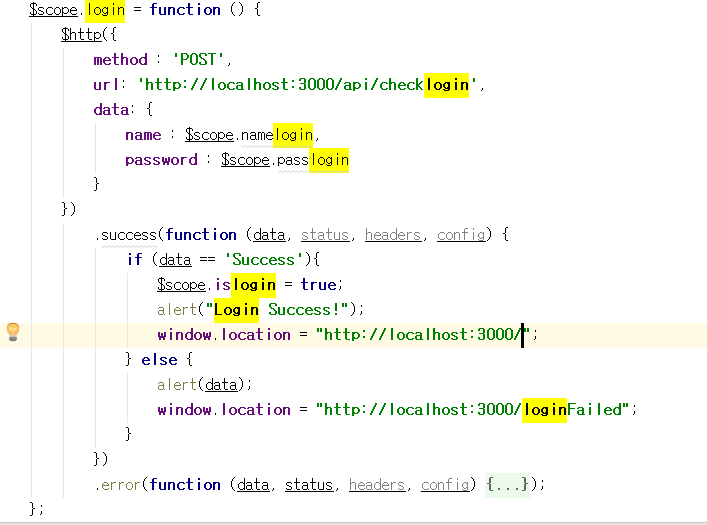 $scope.login = function () {
$http({
method : 'POST',
url: 'http://localhost:3000/api/checklogin',
data: {
name : $scope.namelogin,
password : $scope.passlogin
}
})
.success(function (data, status, headers, config) {
if (data == 'Success'){
$scope.islogin = true;
alert("Login Success!");
window.location = "http://localhost:3000/";
} else {
alert(data);
window.location = "http://localhost:3000/loginFailed";
}
})
.error(function (data, status, headers, config) {...});
};